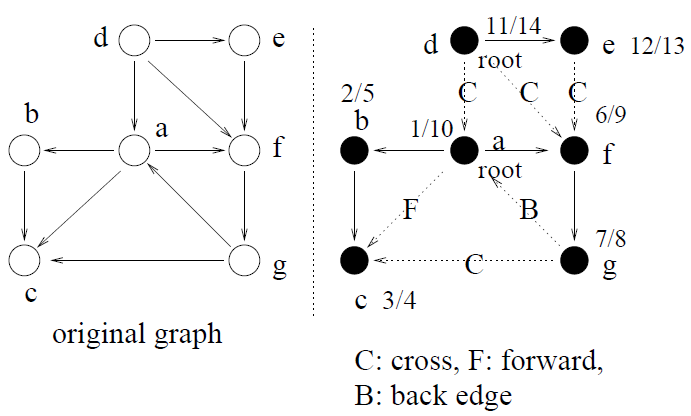 d e
b a f
c g
original graph
11/14
d root e 12/13
C C C
2/5 6/9
b 1/10 a f
root
F B
7/8
C g
c 3/4
C: cross, F: forward,
B: back edge